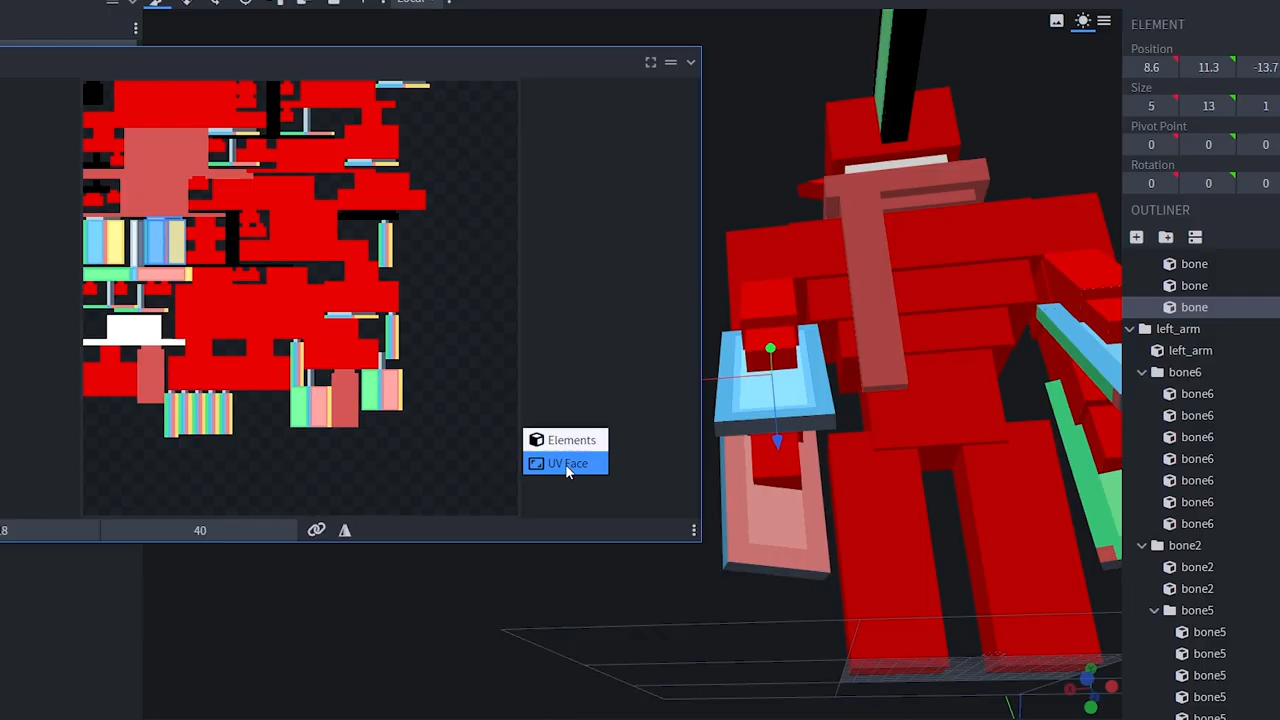 Local
ELEMENT
Position
8.6 11.3 -13.7
Size
5 13 1
Pivot Point
0 0 0
Rotation
0 0 0
OUTLINER
bone
bone
bone
left_arm
left_arm
bone6
bone6
bone6
bone6
bone6
bone6
bone6
bone2
bone2
bone2
bone5
bone5
bone5
bone5
bone5
bone5
Elements
UV Face
8 40